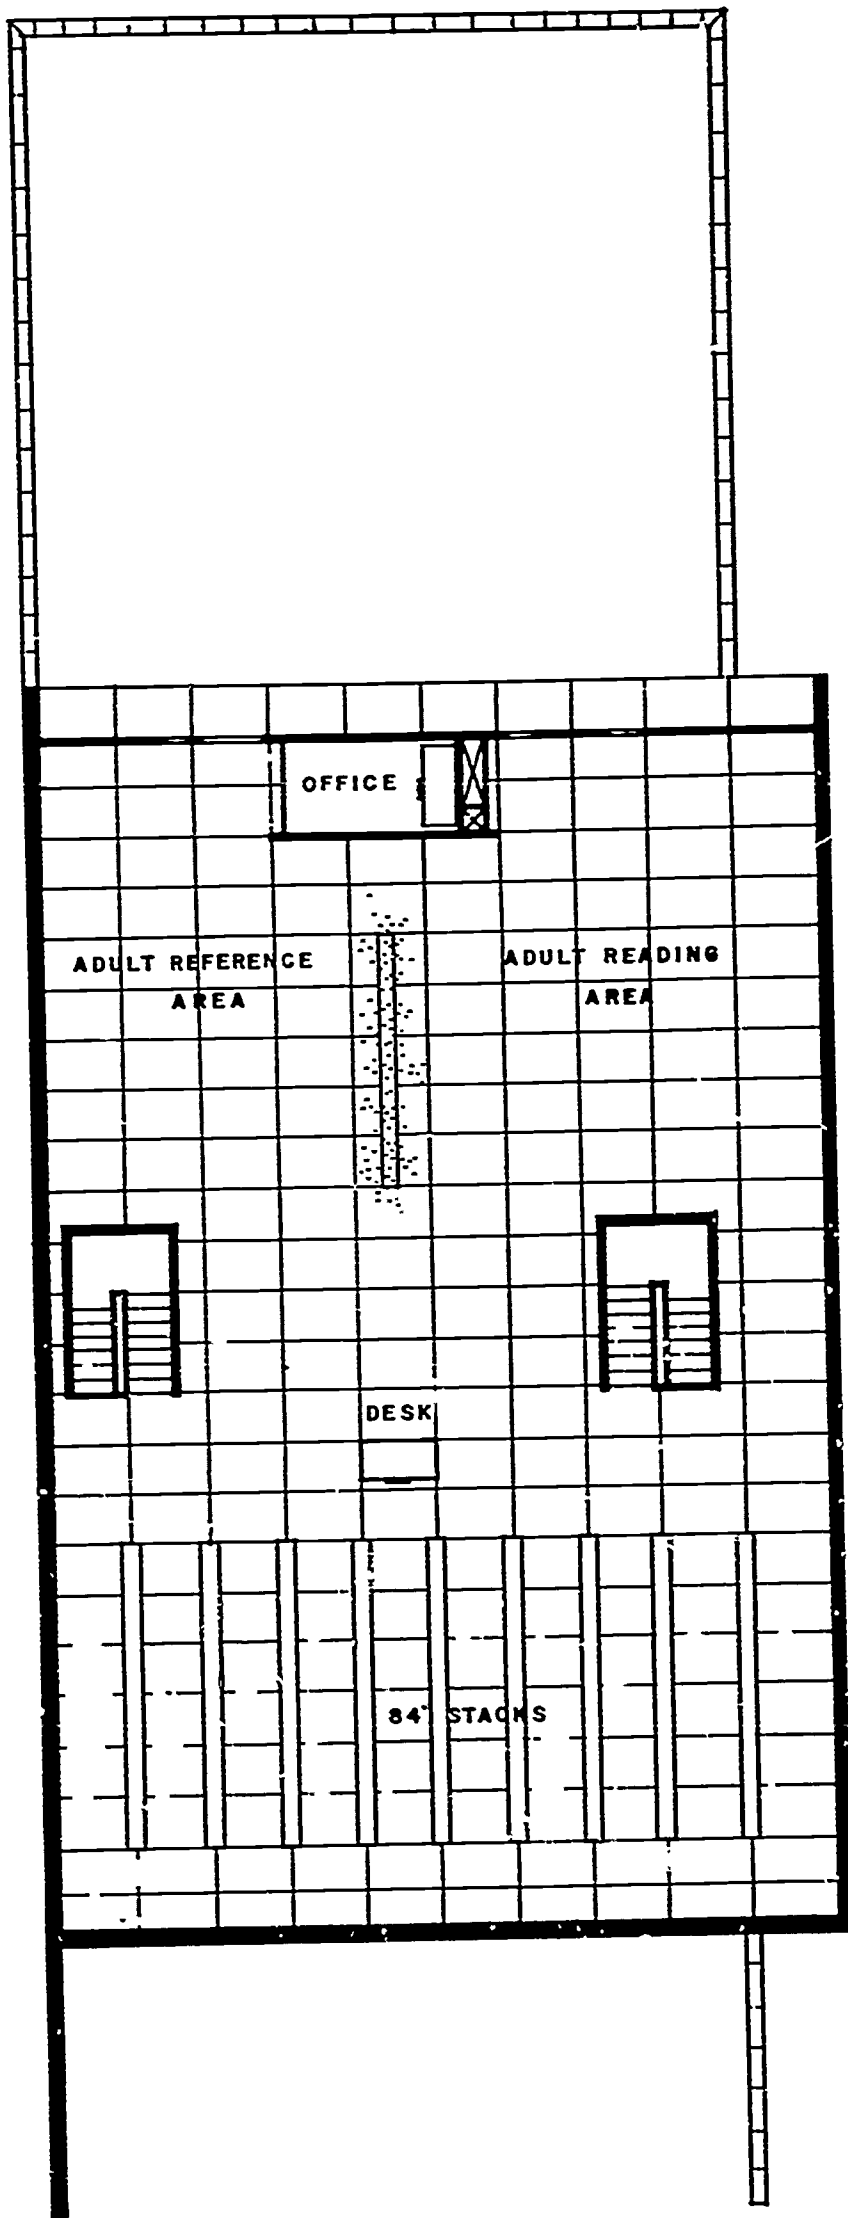 OFFICE
ADULT REFERENCE
AREA
ADULT READING
AREA
DESK
84" STACKS